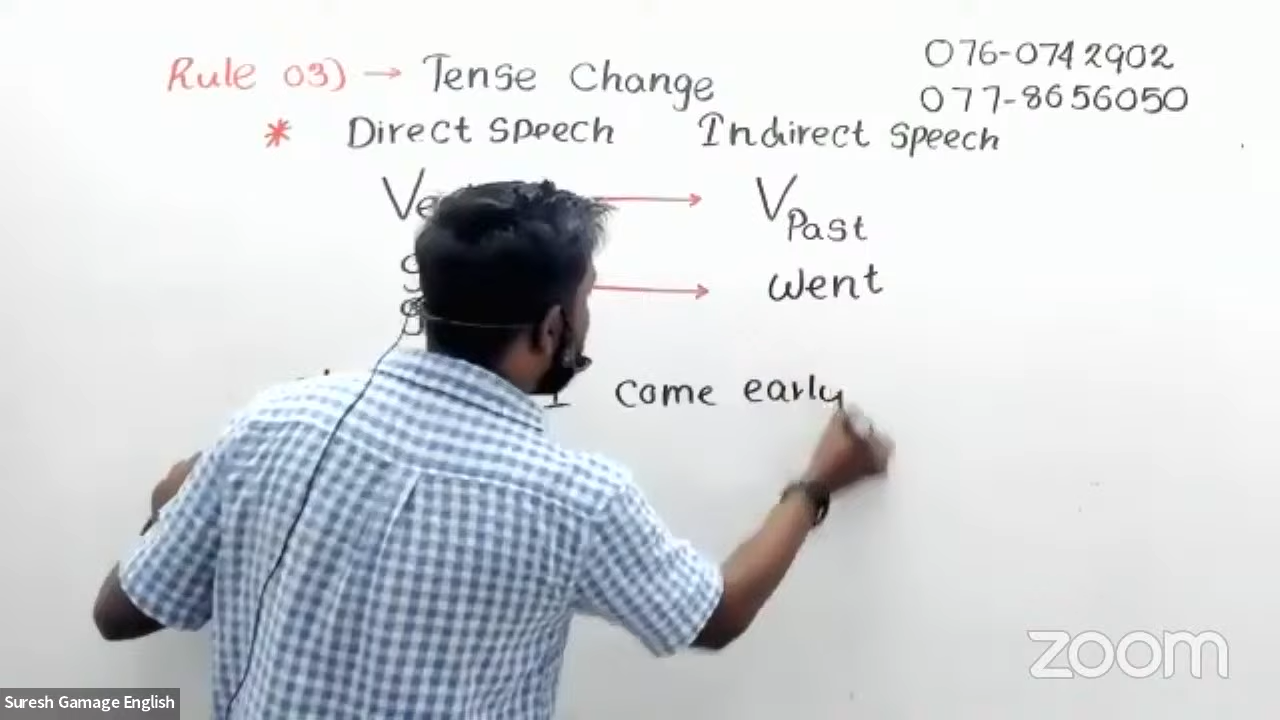 Rule 03) → Tense Change
076-0742902
077-8656050
* Direct Speech Indirect Speech
→ V Past
→ went
I come early
zoom
Suresh Gamage English